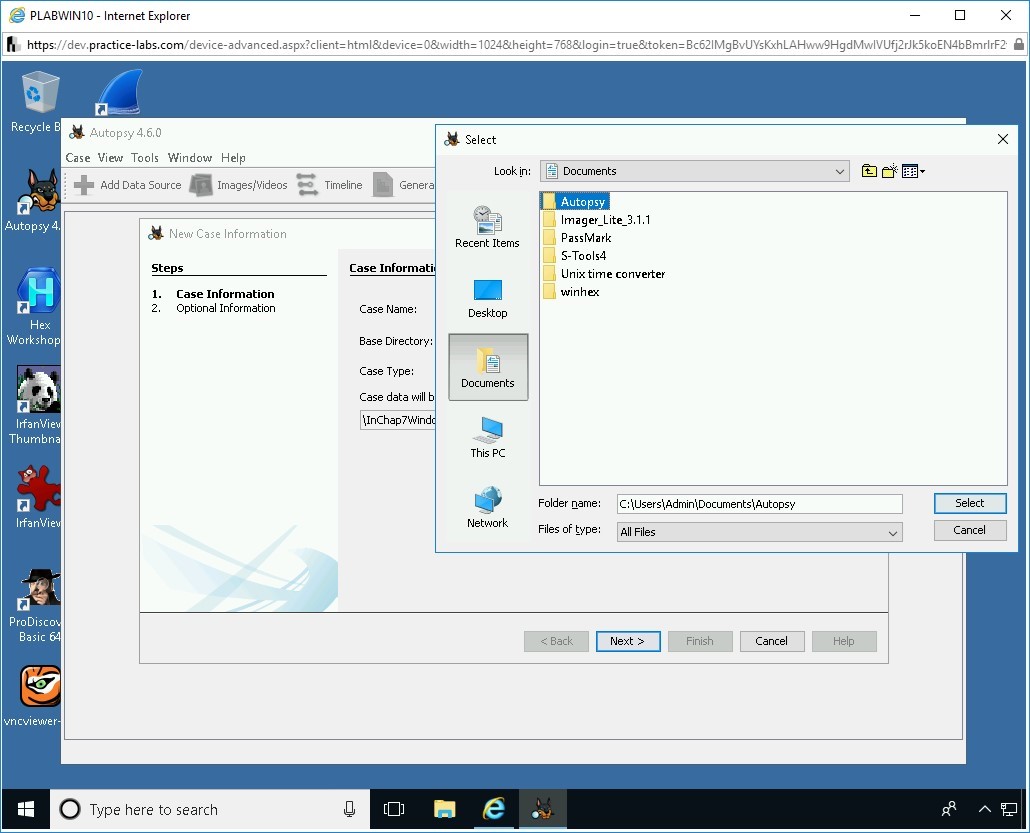 PLABWIN10 - Internet Explorer
https://dev.practice-labs.com/device-advanced.aspx?client=html&device=0&width=1024&height=768&login=true&token=
Recycle B
Autopsy 4.
Hex
Workshop
IrfanView
Thumbna
IrfanView
ProDiscov
Basic 64
vncviewer-
Autopsy 4.6.0
Case View Tools Window Help
Add Data Source Images/Videos Timeline Genera
New Case Information
Steps
1. Case Information
2. Optional Information
Case Informati
Case Name:
Base Directory:
Case Type:
Case data will b
\InChap7Windo
< Back Next > Finish Cancel Help
Select
Look in: Documents
Recent Items
Desktop
Documents
This PC
Network
Autopsy
Imager_Lite_3.1.1
PassMark
S-Tools4
Unix time converter
winhex
Folder name: C:\Users\Admin\Documents\Autopsy Select
Files of type: All Files Cancel
Type here to search